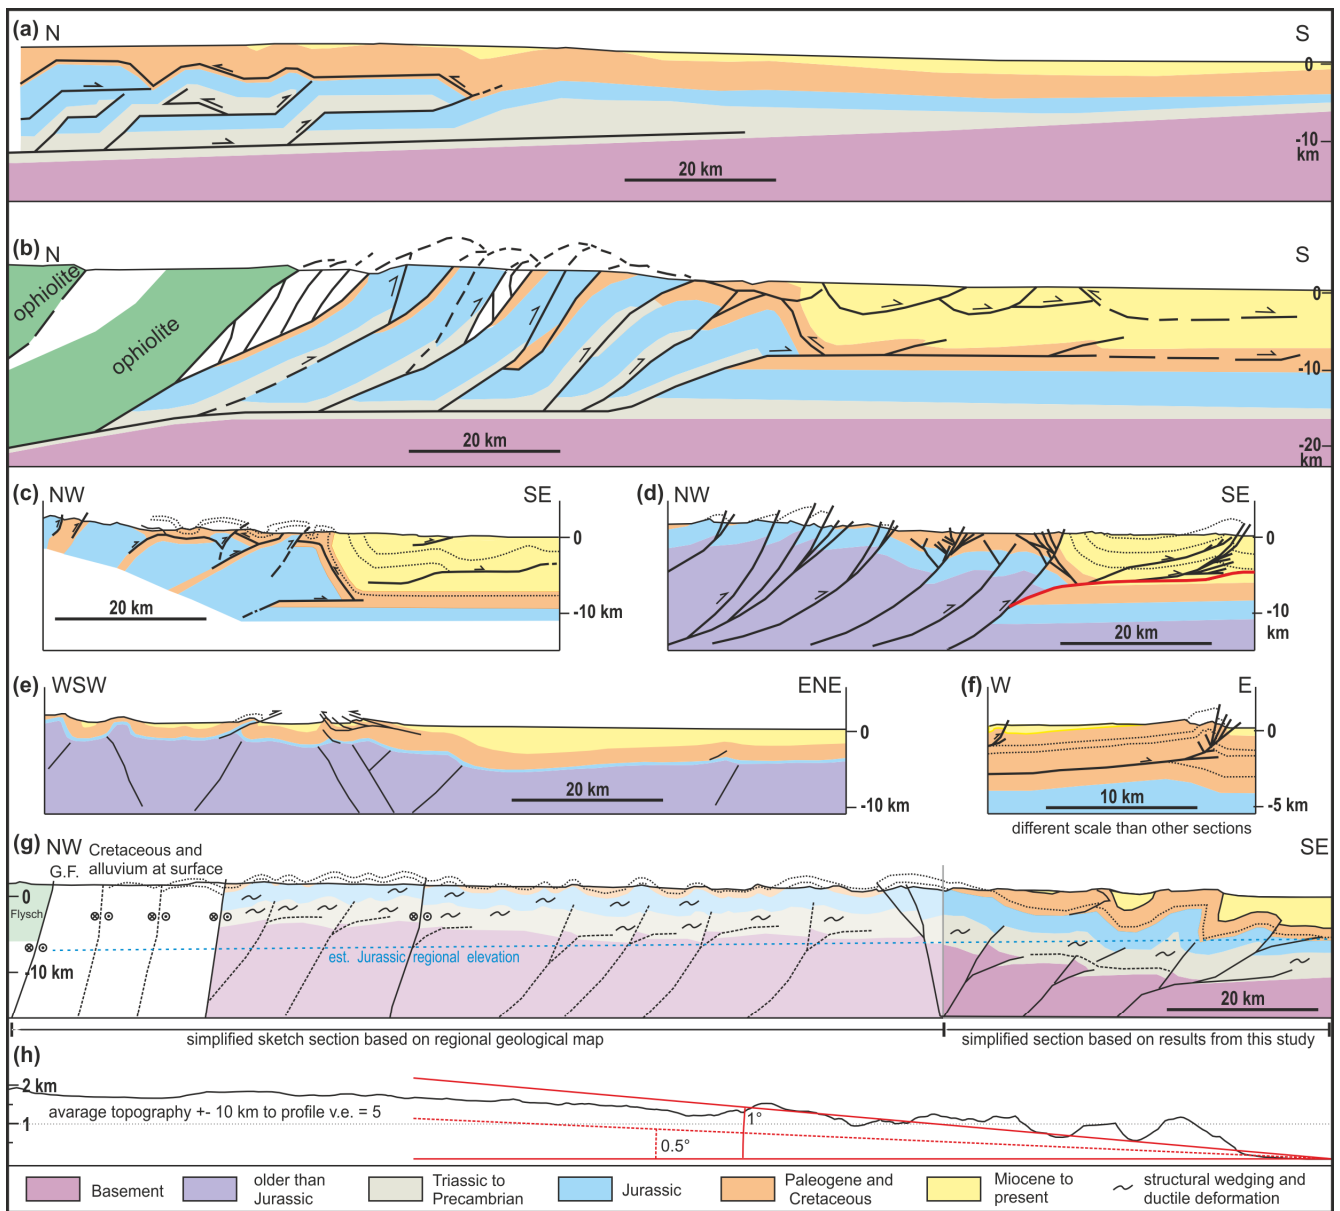 (a) N
S
0
-10
km
20 km
(b) N
S
ophiolite
ophiolite
0
-10
-20
km
20 km
(c) NW
SE
0
-10 km
20 km
(d) NW
SE
0
-10
km
20 km
(e) WSW
ENE
0
-10 km
20 km
(f) W
E
0
-5 km
10 km
different scale than other sections
(g) NW
SE
Cretaceous and
alluvium at surface
G.F.
0
Flysch
-10 km
est. Jurassic regional elevation
20 km
simplified sketch section based on regional geological map
simplified section based on results from this study
(h)
2 km
avarage topography +- 10 km to profile v.e. = 5
1
1°
0.5°
Basement
older than
Jurassic
Triassic to
Precambrian
Jurassic
Paleogene and
Cretaceous
Miocene to
present
structural wedging and
ductile deformation